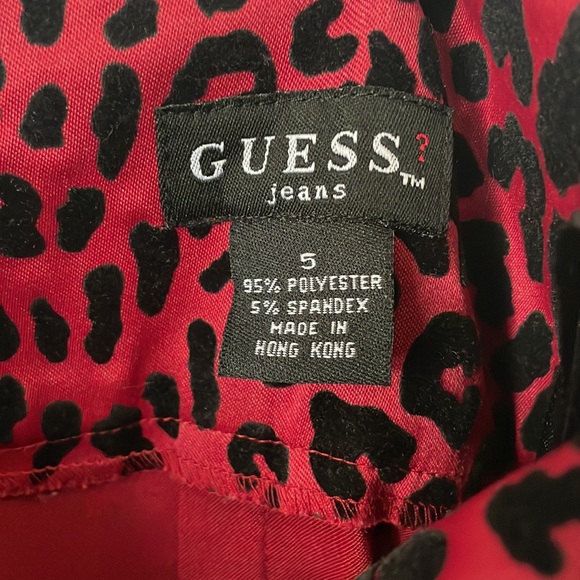 GUESS?™
jeans
5
95% POLYESTER
5% SPANDEX
MADE IN
HONG KONG